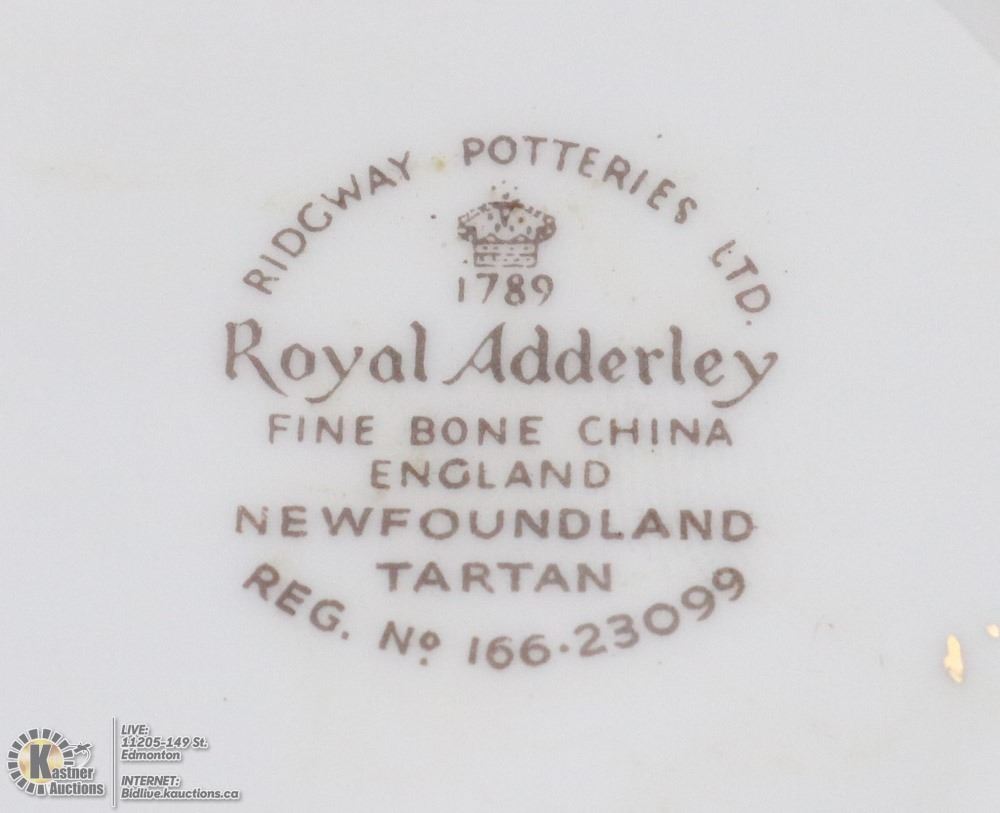 RIDGWAY POTTERIES LTD.
1789
Royal Adderley
FINE BONE CHINA
ENGLAND
NEWFOUNDLAND
TARTAN
REG. No. 166·23099
Kastner
Auctions
LIVE:
11205-149 St.
Edmonton
INTERNET:
Bidlive.kauctions.ca